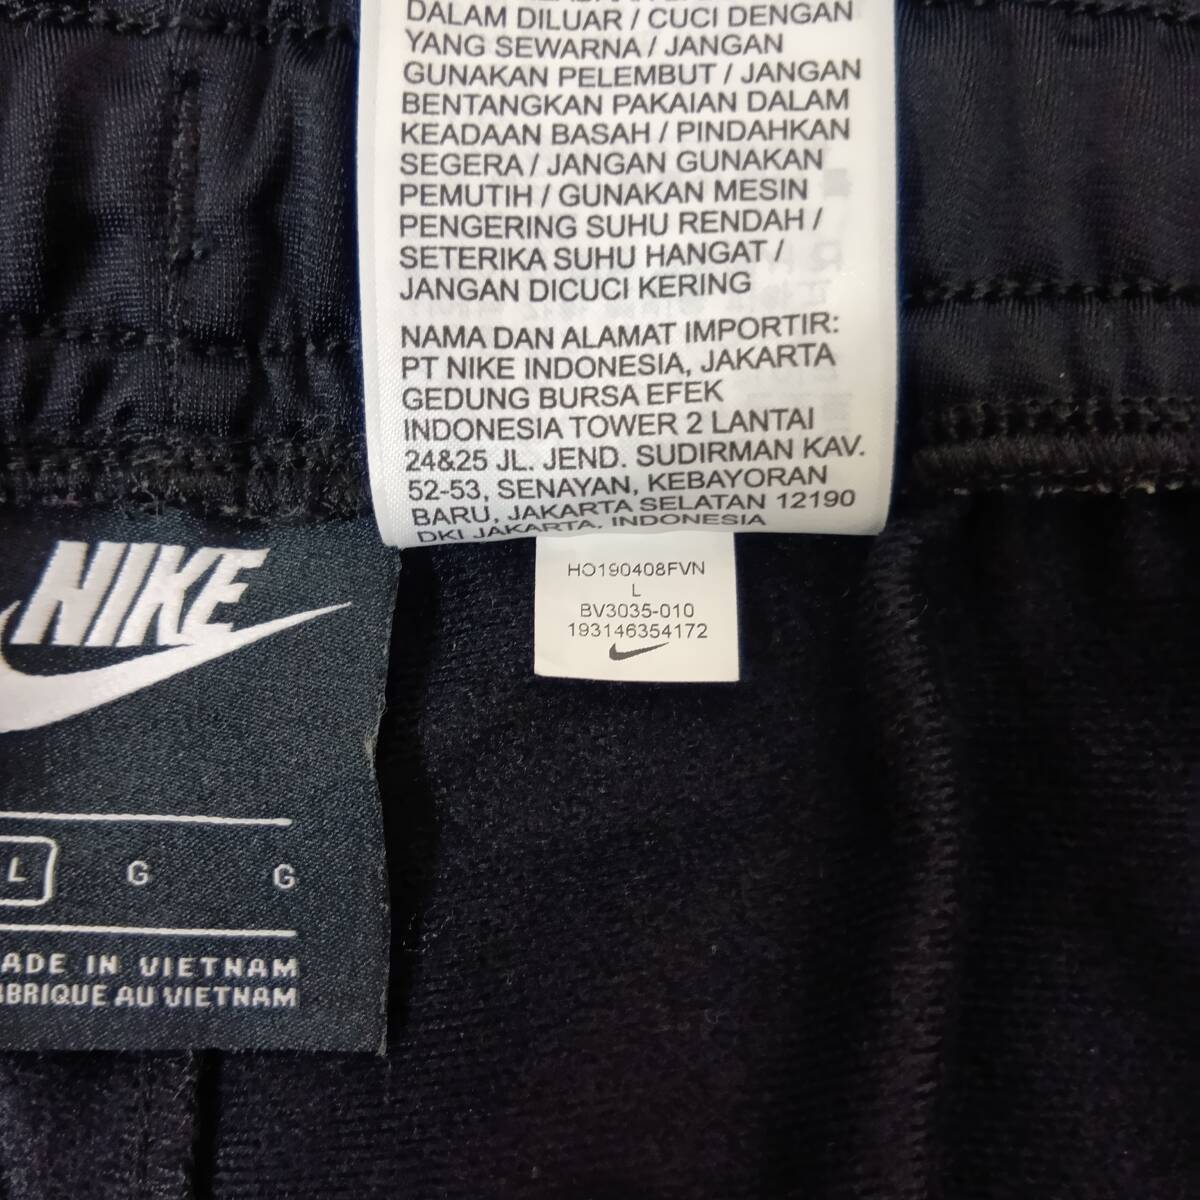 DALAM DILUAR / CUCI DENGAN
YANG SEWARNA / JANGAN
GUNAKAN PELEMBUT / JANGAN
BENTANGKAN PAKAIAN DALAM
KEADAAN BASAH / PINDAHKAN
SEGERA / JANGAN GUNAKAN
PEMUTIH / GUNAKAN MESIN
PENGERING SUHU RENDAH /
SETERIKA SUHU HANGAT /
JANGAN DICUCI KERING
NAMA DAN ALAMAT IMPORTIR:
PT NIKE INDONESIA, JAKARTA
GEDUNG BURSA EFEK
INDONESIA TOWER 2 LANTAI
24&25 JL. JEND. SUDIRMAN KAV.
52-53, SENAYAN, KEBAYORAN
BARU, JAKARTA SELATAN 12190
DKI JAKARTA, INDONESIA
HO190408FVN
L
BV3035-010
193146354172
NIKE
L G G
ADE IN VIETNAM
BRIQUE AU VIETNAM